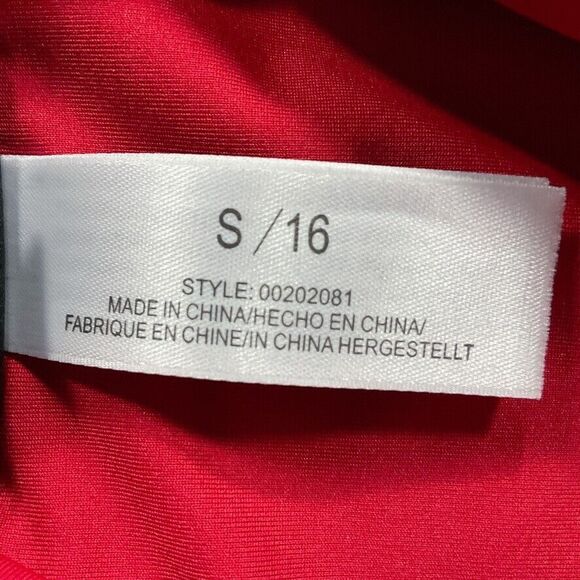 S / 16
STYLE: 00202081
MADE IN CHINA/HECHO EN CHINA/
FABRIQUE EN CHINE/IN CHINA HERGESTELLT